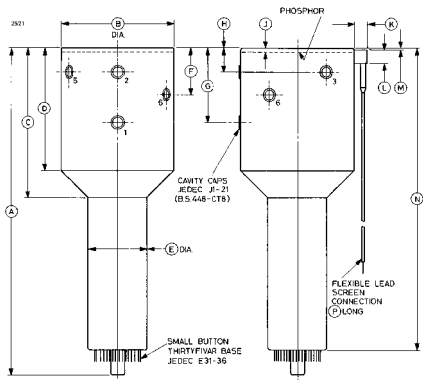 2521
PHOSPHOR
B
DIA.
H
J
K
5
2
3
F
6
6
G
L
M
D
C
1
CAVITY CAPS
JEDEC J1-21
(B.S.448-CT8)
A
N
E DIA.
FLEXIBLE LEAD
SCREEN
CONNECTION
P LONG
SMALL BUTTON
THIRTYFIVAR BASE
JEDEC E31-36